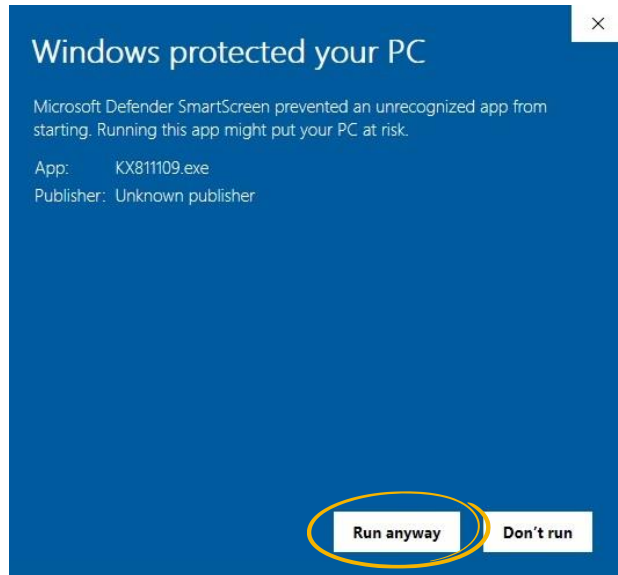 Windows protected your PC
Microsoft Defender SmartScreen prevented an unrecognized app from
starting. Running this app might put your PC at risk.
App: KX811109.exe
Publisher: Unknown publisher
Run anyway Don't run